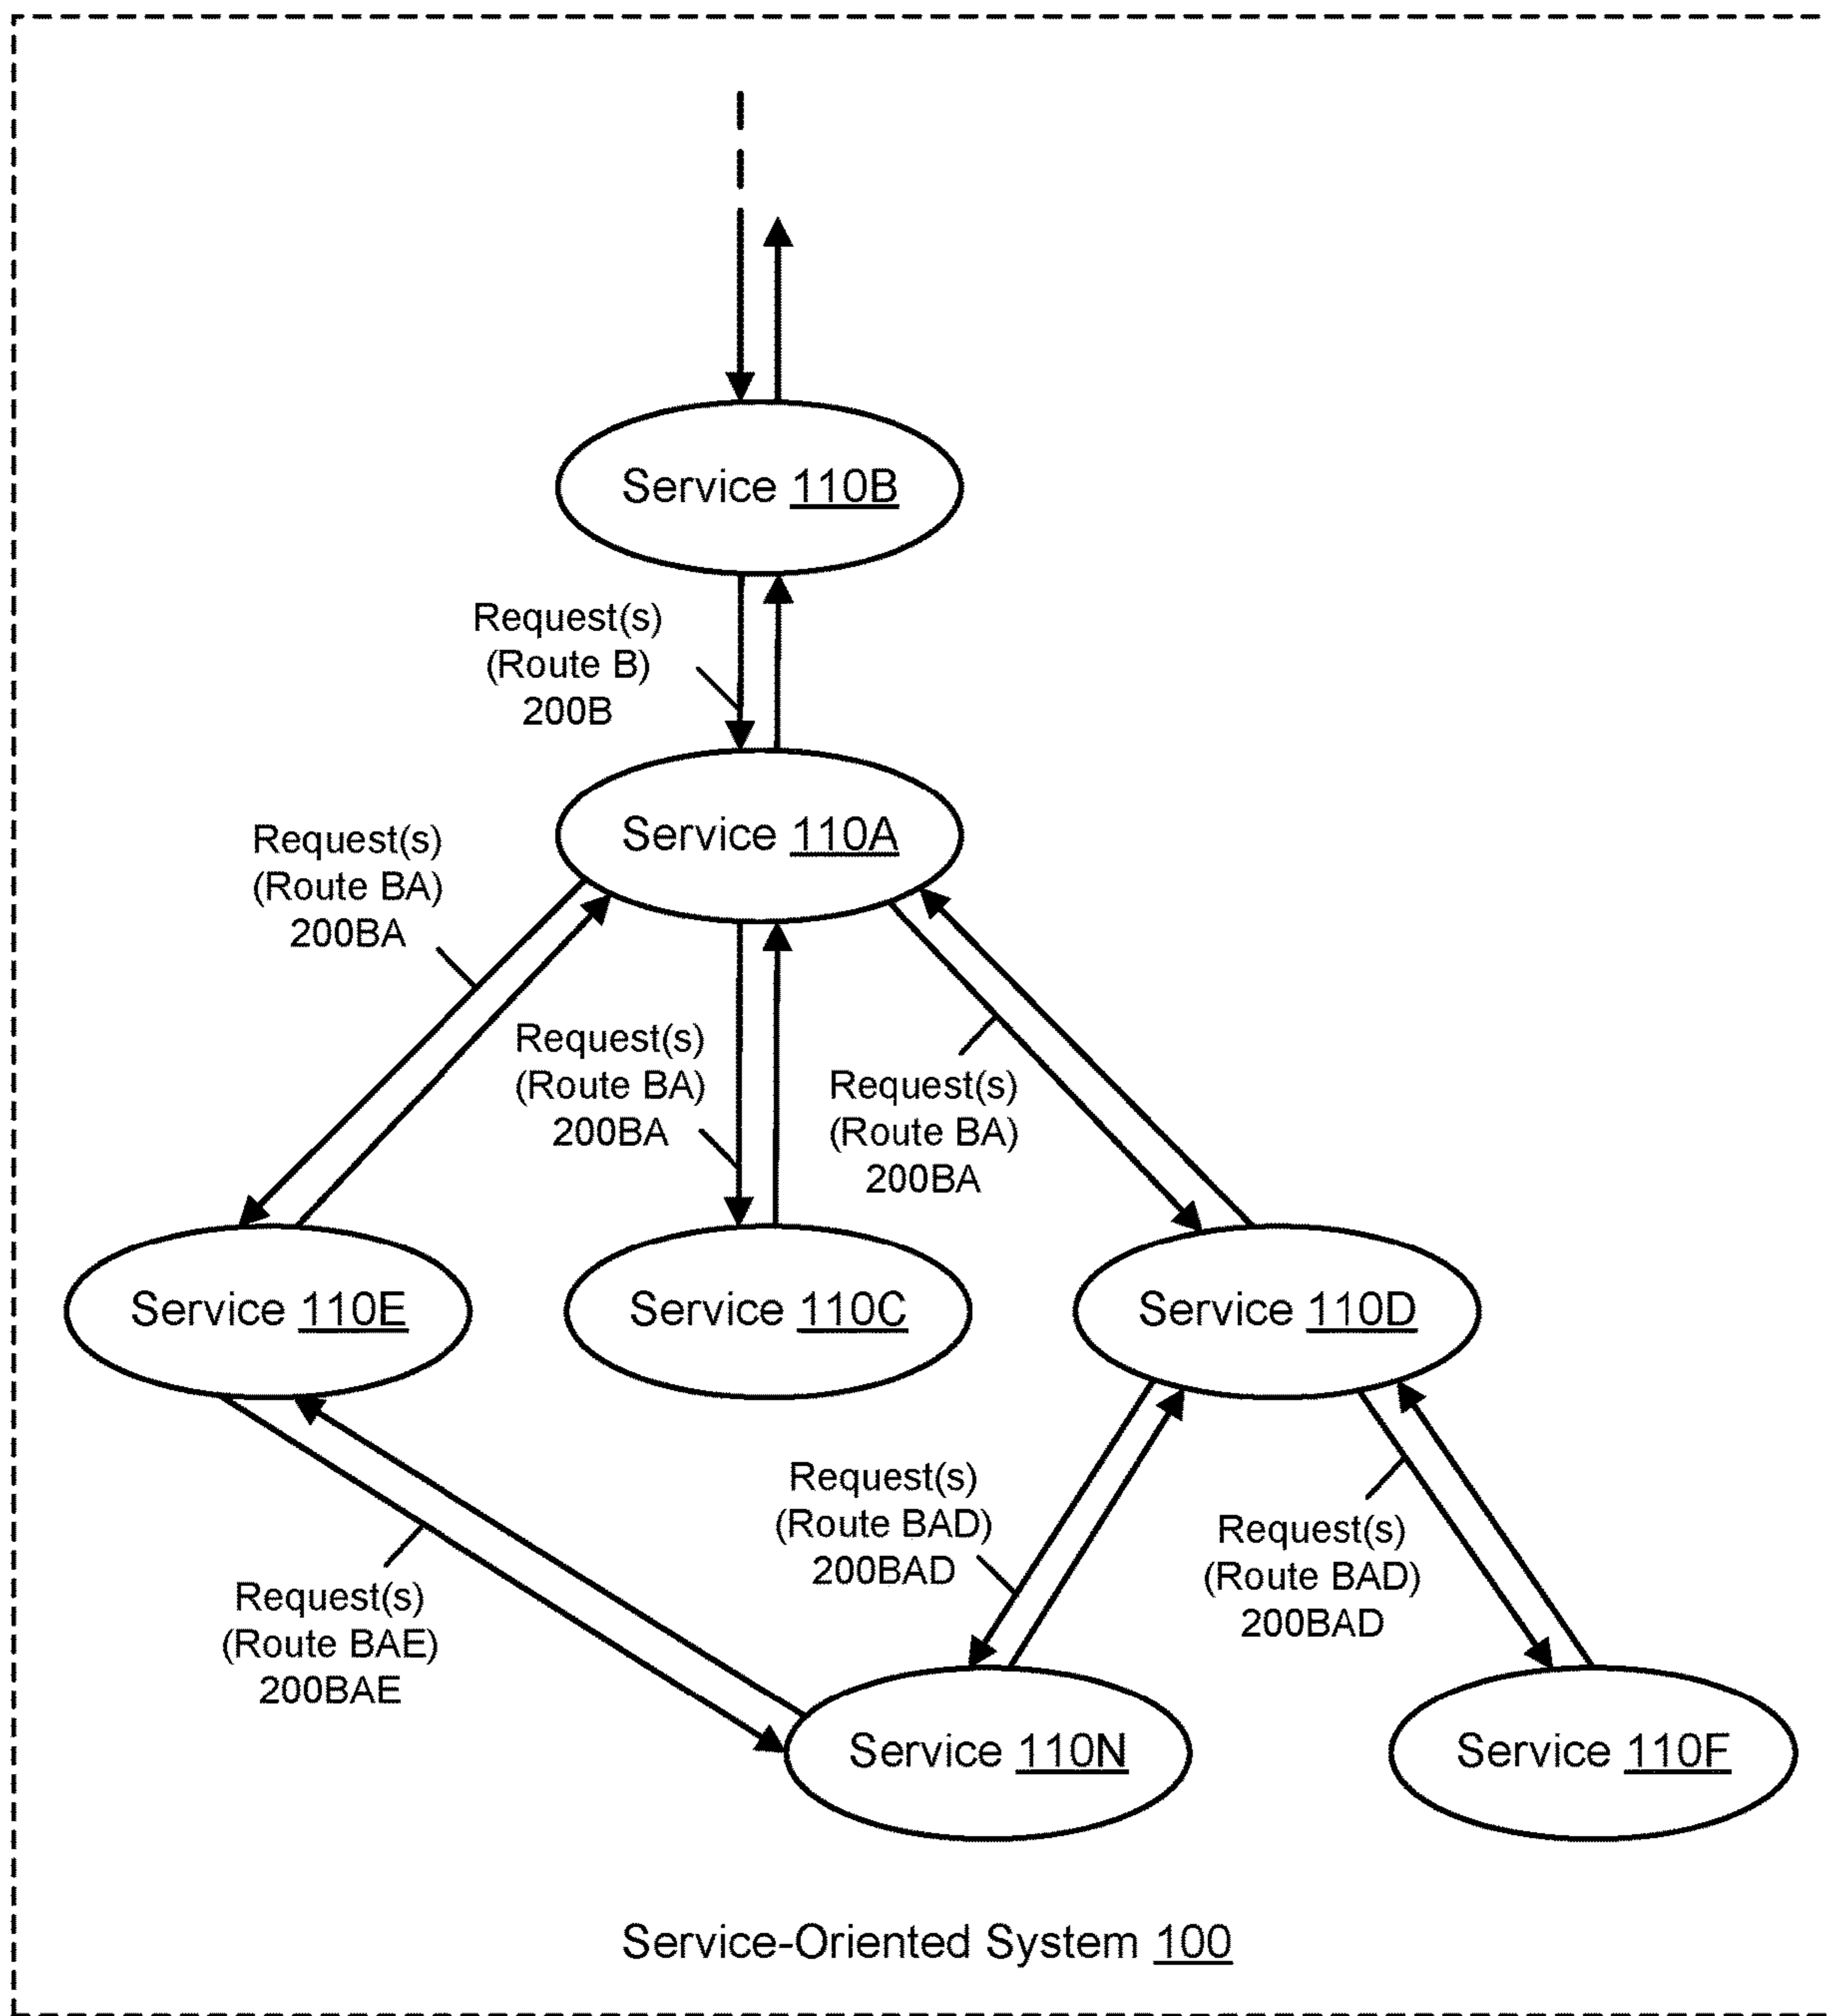 Service 110B
Request(s)
(Route B)
200B
Service 110A
Request(s)
(Route BA)
200BA
Request(s)
(Route BA)
200BA
Request(s)
(Route BA)
200BA
Service 110E
Service 110C
Service 110D
Request(s)
(Route BAD)
200BAD
Request(s)
(Route BAD)
200BAD
Request(s)
(Route BAE)
200BAE
Service 110N
Service 110F
Service-Oriented System 100